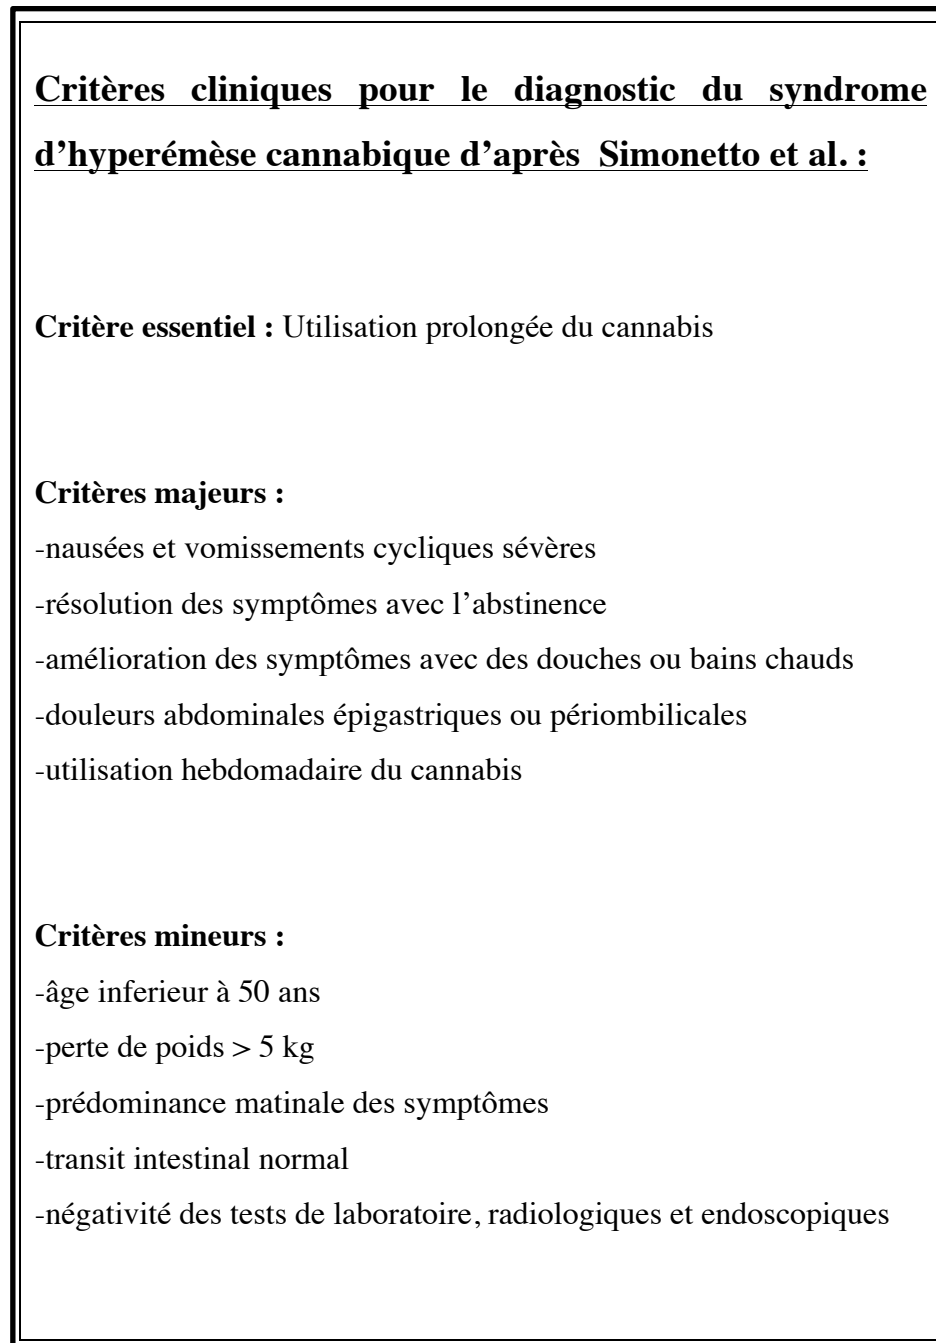 Critères cliniques pour le diagnostic du syndrome
d’hyperémèse cannabique d’après Simonetto et al. :
Critère essentiel : Utilisation prolongée du cannabis
Critères majeurs :
-nausées et vomissements cycliques sévères
-résolution des symptômes avec l’abstinence
-amélioration des symptômes avec des douches ou bains chauds
-douleurs abdominales épigastriques ou périombilicales
-utilisation hebdomadaire du cannabis
Critères mineurs :
-âge inferieur à 50 ans
-perte de poids > 5 kg
-prédominance matinale des symptômes
-transit intestinal normal
-négativité des tests de laboratoire, radiologiques et endoscopiques